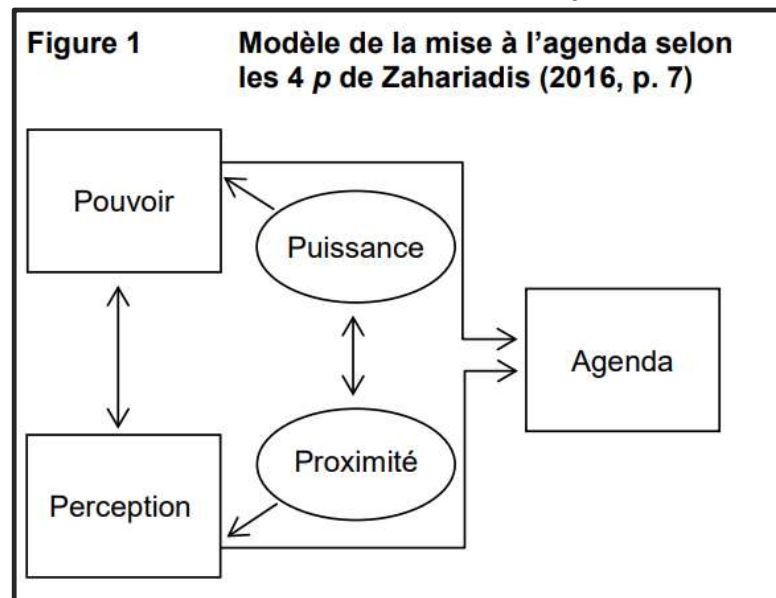 Figure 1 Modèle de la mise à l’agenda selon
les 4 p de Zahariadis (2016, p. 7)
Pouvoir
Puissance
Agenda
Proximité
Perception